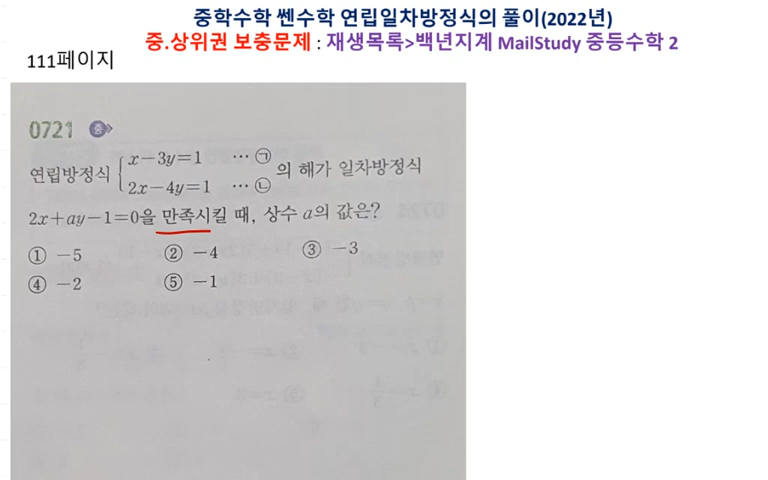 중학수학 쎈수학 연립일차방정식의 풀이(2022년)
중.상위권 보충문제 : 재생목록>백년지계 MailStudy 중등수학 2
111페이지
0721 중
연립방정식 { x-3y=1 … ㉠
2x-4y=1 … ㉡ 의 해가 일차방정식
2x+ay-1=0을 만족시킬 때, 상수 a의 값은?
① -5 ② -4 ③ -3
④ -2 ⑤ -1